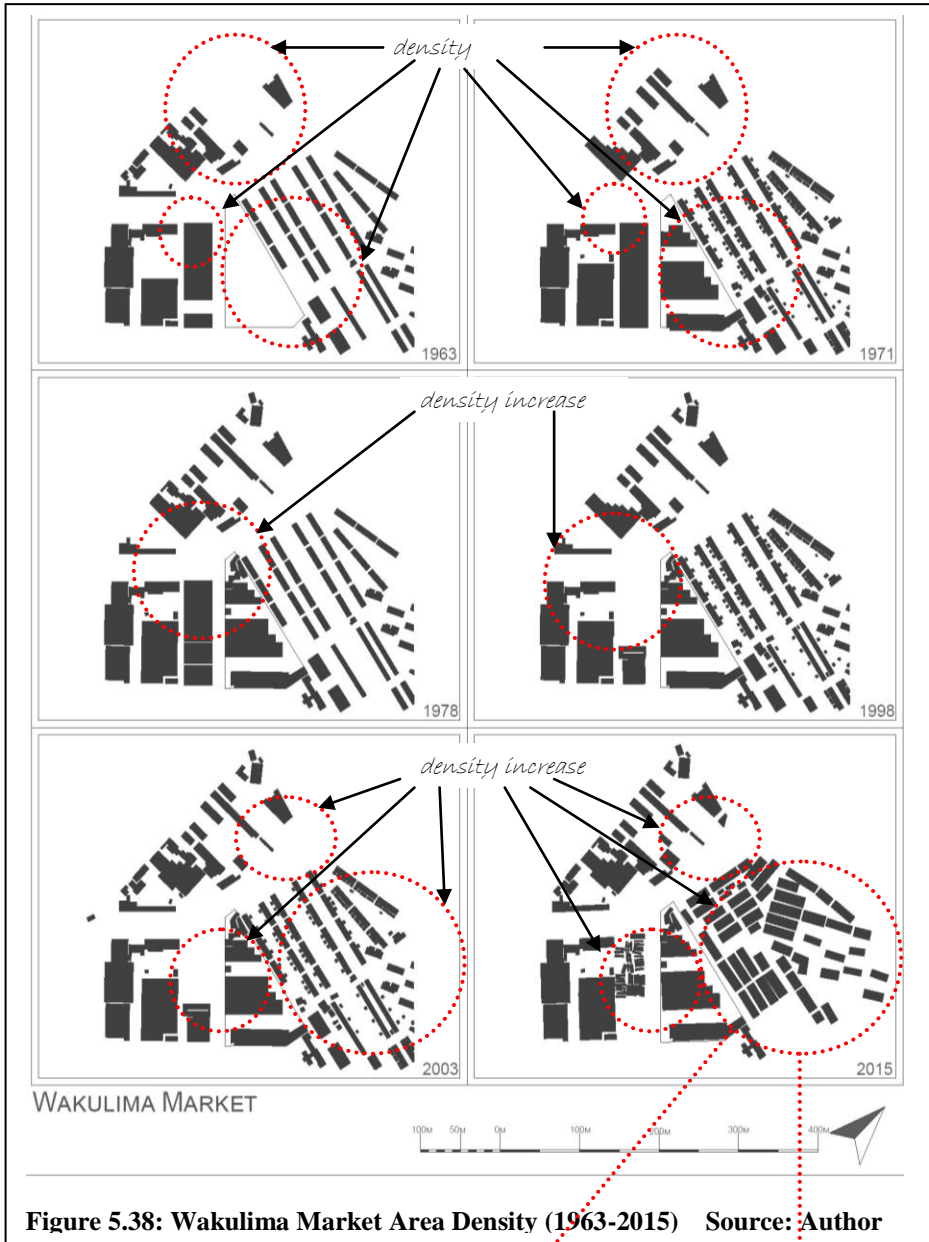 density
1963
1971
density increase
1978
1998
density increase
2003
2015
WAKULIMA MARKET
100M 50M 0M 100M 200M 300M 400M
Figure 5.38: Wakulima Market Area Density (1963-2015) Source: Author